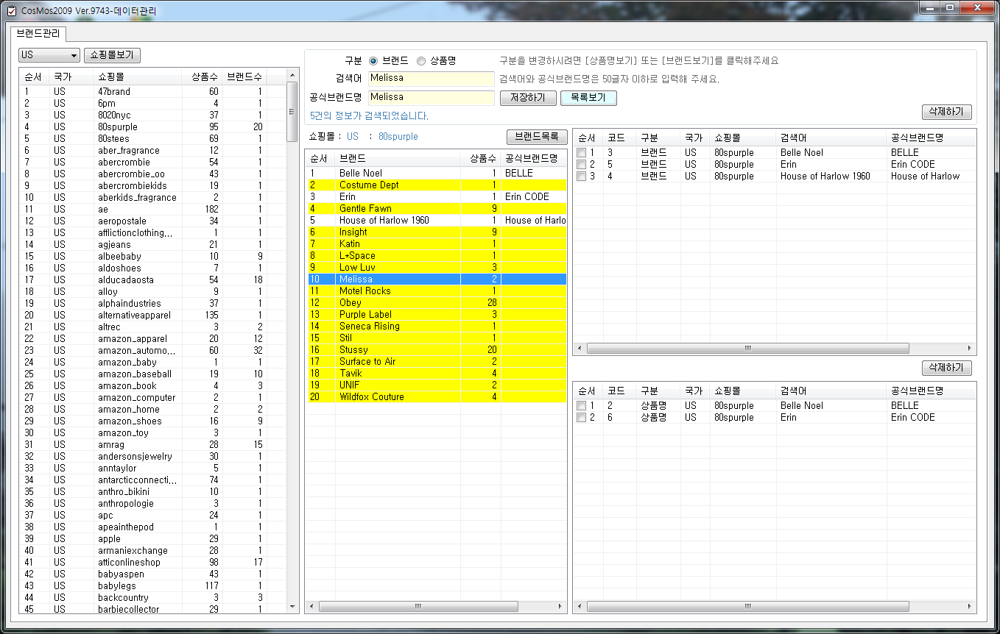 CosMos2009 Ver.9743-데이터관리
브랜드관리
US 쇼핑몰보기
순서 국가 쇼핑몰 상품수 브랜드수
1 US 47brand 60 1
2 US 6pm 4 1
3 US 8020nyc 37 1
4 US 80spurple 95 20
5 US 80stees 69 1
6 US aber_fragrance 12 1
7 US abercrombie 54 1
8 US abercrombie_oo 43 1
9 US abercrombiekids 19 1
10 US aberkids_fragrance 2 1
11 US ae 182 1
12 US aeropostale 34 1
13 US afflictionclothing... 1 1
14 US agjeans 21 1
15 US albeebaby 10 9
16 US aldoshoes 7 1
17 US alducadaosta 54 18
18 US alloy 9 1
19 US alphaindustries 37 1
20 US alternativeapparel 135 1
21 US altrec 3 2
22 US amazon_apparel 20 12
23 US amazon_automo... 60 32
24 US amazon_baby 1 1
25 US amazon_baseball 19 10
26 US amazon_book 4 3
27 US amazon_computer 2 1
28 US amazon_home 2 2
29 US amazon_shoes 16 9
30 US amazon_toy 3 1
31 US amrag 28 15
32 US andersonsjewelry 30 1
33 US anntaylor 5 1
34 US antarcticconnecti... 74 1
35 US anthro_bikini 10 1
36 US anthropologie 3 1
37 US apc 24 1
38 US apeainthepod 1 1
39 US apple 29 1
40 US armaniexchange 28 1
41 US atticonlineshop 98 17
42 US babyaspen 43 1
43 US babylegs 117 1
44 US backcountry 3 3
45 US barbiecollector 29 1
구분 브랜드 상품명 구분을 변경하시려면 [상품명보기] 또는 [브랜드보기]를 클릭해주세요
검색어 Melissa 검색어와 공식브랜드명은 50글자 이하로 입력해 주세요.
공식브랜드명 Melissa 저장하기 목록보기
5건의 정보가 검색되었습니다.
삭제하기
쇼핑몰 : US : 80spurple 브랜드목록
순서 브랜드 상품수 공식브랜드명
1 Belle Noel 1 BELLE
2 Costume Dept 1
3 Erin 1 Erin CODE
4 Gentle Fawn 9
5 House of Harlow 1960 1 House of Harlo
6 Insight 9
7 Katin 1
8 L*Space 1
9 Low Luv 3
10 Melissa 2
11 Motel Rocks 1
12 Obey 28
13 Purple Label 3
14 Seneca Rising 1
15 Stil 1
16 Stussy 20
17 Surface to Air 2
18 Tavik 4
19 UNIF 2
20 Wildfox Couture 4
순서 코드 구분 국가 쇼핑몰 검색어 공식브랜드명
1 3 브랜드 US 80spurple Belle Noel BELLE
2 5 브랜드 US 80spurple Erin Erin CODE
3 4 브랜드 US 80spurple House of Harlow 1960 House of Harlow
삭제하기
순서 코드 구분 국가 쇼핑몰 검색어 공식브랜드명
1 2 상품명 US 80spurple Belle Noel BELLE
2 6 상품명 US 80spurple Erin Erin CODE